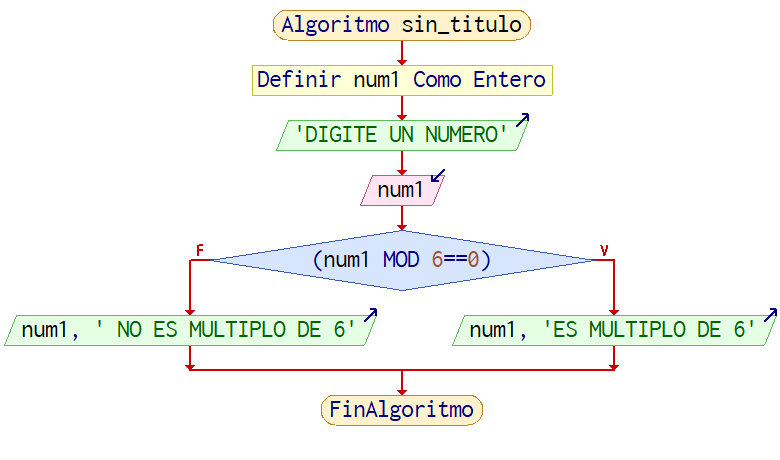 Algoritmo sin_titulo
Definir num1 Como Entero
'DIGITE UN NUMERO'
num1
F
V
(num1 MOD 6==0)
num1, ' NO ES MULTIPLO DE 6'
num1, 'ES MULTIPLO DE 6'
FinAlgoritmo